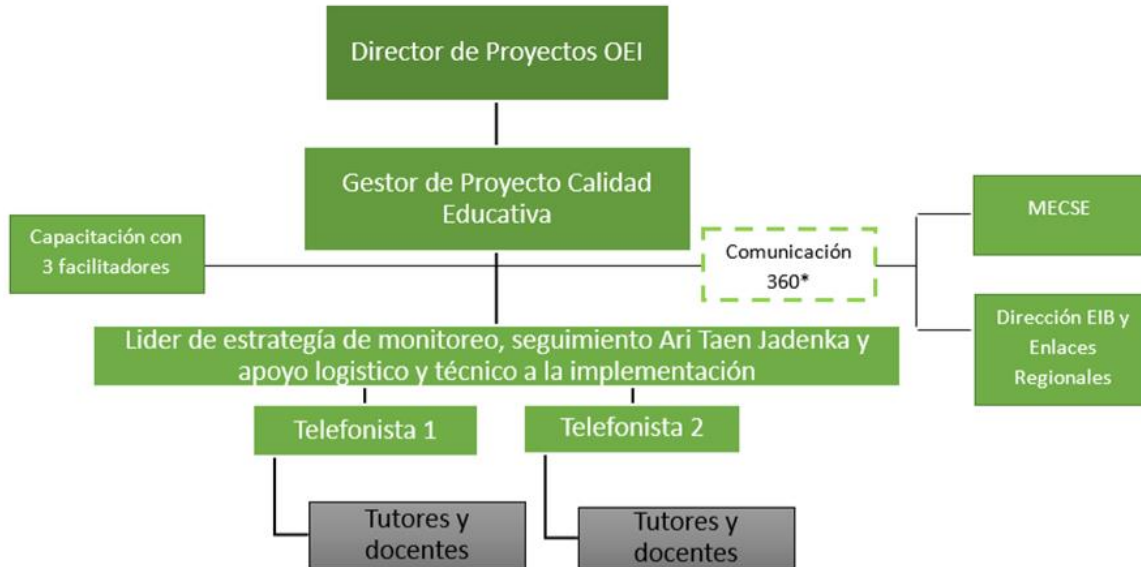 Director de Proyectos OEI
Gestor de Proyecto Calidad
Educativa
Capacitación con
3 facilitadores
Comunicación
360*
MECSE
Dirección EIB y
Enlaces
Regionales
Lider de estrategía de monitoreo, seguimiento Ari Taen Jadenka y
apoyo logistico y técnico a la implementación
Telefonista 1
Telefonista 2
Tutores y
docentes
Tutores y
docentes